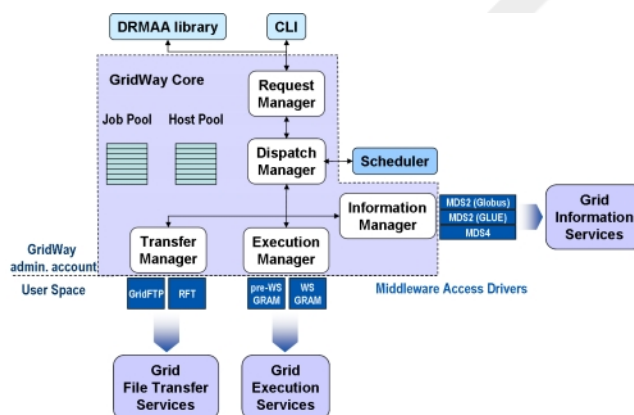 DRMAA library
CLI
GridWay Core
Request
Manager
Job Pool
Host Pool
Dispatch
Manager
Scheduler
Information
Manager
MDS2 (Globus)
MDS2 (GLUE)
MDS4
Grid
Information
Services
Transfer
Manager
Execution
Manager
GridWay
admin. account
User Space
GridFTP
RFT
pre-WS
GRAM
WS
GRAM
Middleware Access Drivers
Grid
File Transfer
Services
Grid
Execution
Services